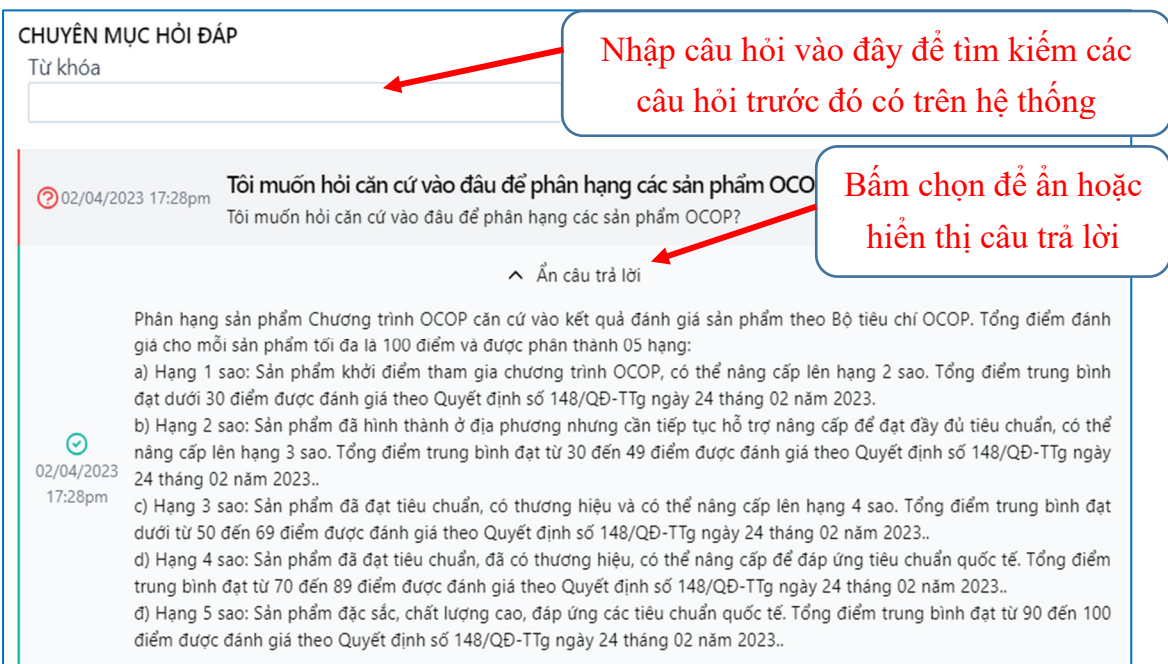 CHUYÊN MỤC HỎI ĐÁP
Từ khóa
Nhập câu hỏi vào đây để tìm kiếm các
câu hỏi trước đó có trên hệ thống
02/04/2023 17:28pm
Tôi muốn hỏi căn cứ vào đâu để phân hạng các sản phẩm OCO
Tôi muốn hỏi căn cứ vào đâu để phân hạng các sản phẩm OCOP?
Bấm chọn để ẩn hoặc
hiển thị câu trả lời
Ẩn câu trả lời
Phân hạng sản phẩm Chương trình OCOP căn cứ vào kết quả đánh giá sản phẩm theo Bộ tiêu chí OCOP. Tổng điểm đánh
giá cho mỗi sản phẩm tối đa là 100 điểm và được phân thành 05 hạng:
a) Hạng 1 sao: Sản phẩm khởi điểm tham gia chương trình OCOP, có thể nâng cấp lên hạng 2 sao. Tổng điểm trung bình
đạt dưới 30 điểm được đánh giá theo Quyết định số 148/QĐ-TTg ngày 24 tháng 02 năm 2023.
b) Hạng 2 sao: Sản phẩm đã hình thành ở địa phương nhưng cần tiếp tục hỗ trợ nâng cấp để đạt đầy đủ tiêu chuẩn, có thể
nâng cấp lên hạng 3 sao. Tổng điểm trung bình đạt từ 30 đến 49 điểm được đánh giá theo Quyết định số 148/QĐ-TTg ngày
24 tháng 02 năm 2023..
c) Hạng 3 sao: Sản phẩm đã đạt tiêu chuẩn, có thương hiệu và có thể nâng cấp lên hạng 4 sao. Tổng điểm trung bình đạt
dưới từ 50 đến 69 điểm được đánh giá theo Quyết định số 148/QĐ-TTg ngày 24 tháng 02 năm 2023..
d) Hạng 4 sao: Sản phẩm đã đạt tiêu chuẩn, đã có thương hiệu, có thể nâng cấp để đáp ứng tiêu chuẩn quốc tế. Tổng điểm
trung bình đạt từ 70 đến 89 điểm được đánh giá theo Quyết định số 148/QĐ-TTg ngày 24 tháng 02 năm 2023..
đ) Hạng 5 sao: Sản phẩm đặc sắc, chất lượng cao, đáp ứng các tiêu chuẩn quốc tế. Tổng điểm trung bình đạt từ 90 đến 100
điểm được đánh giá theo Quyết định số 148/QĐ-TTg ngày 24 tháng 02 năm 2023..
02/04/2023
17:28pm